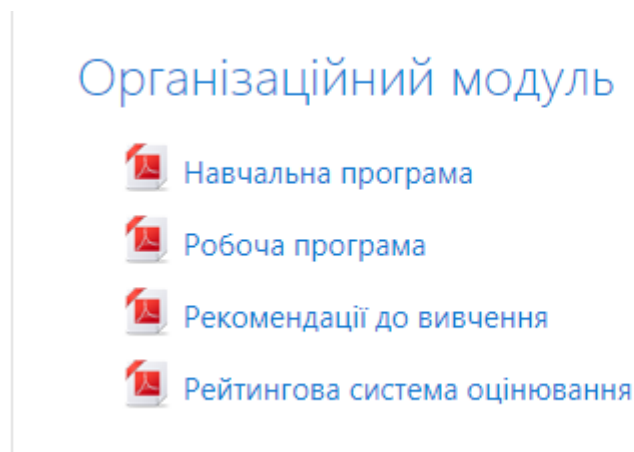 Організаційний модуль
Навчальна програма
Робоча програма
Рекомендації до вивчення
Рейтингова система оцінювання